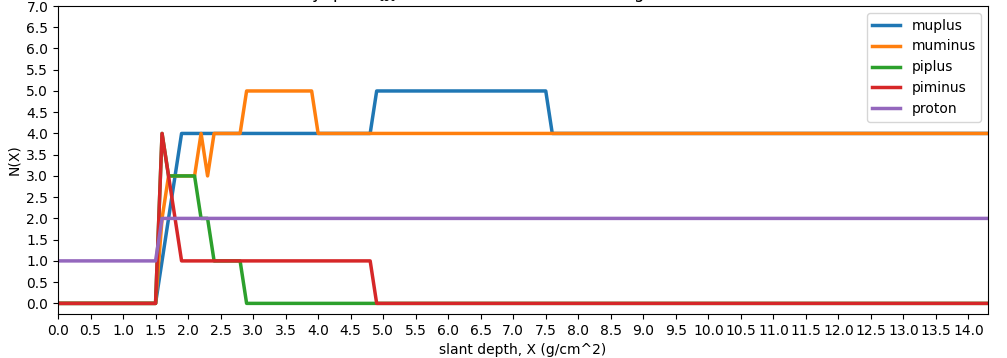 7.0
6.5
6.0
5.5
5.0
4.5
4.0
3.5
3.0
2.5
2.0
1.5
1.0
0.5
0.0
N(X)
muplus
muminus
piplus
piminus
proton
0.0 0.5 1.0 1.5 2.0 2.5 3.0 3.5 4.0 4.5 5.0 5.5 6.0 6.5 7.0 7.5 8.0 8.5 9.0 9.5 10.0 10.5 11.0 11.5 12.0 12.5 13.0 13.5 14.0
slant depth, X (g/cm^2)